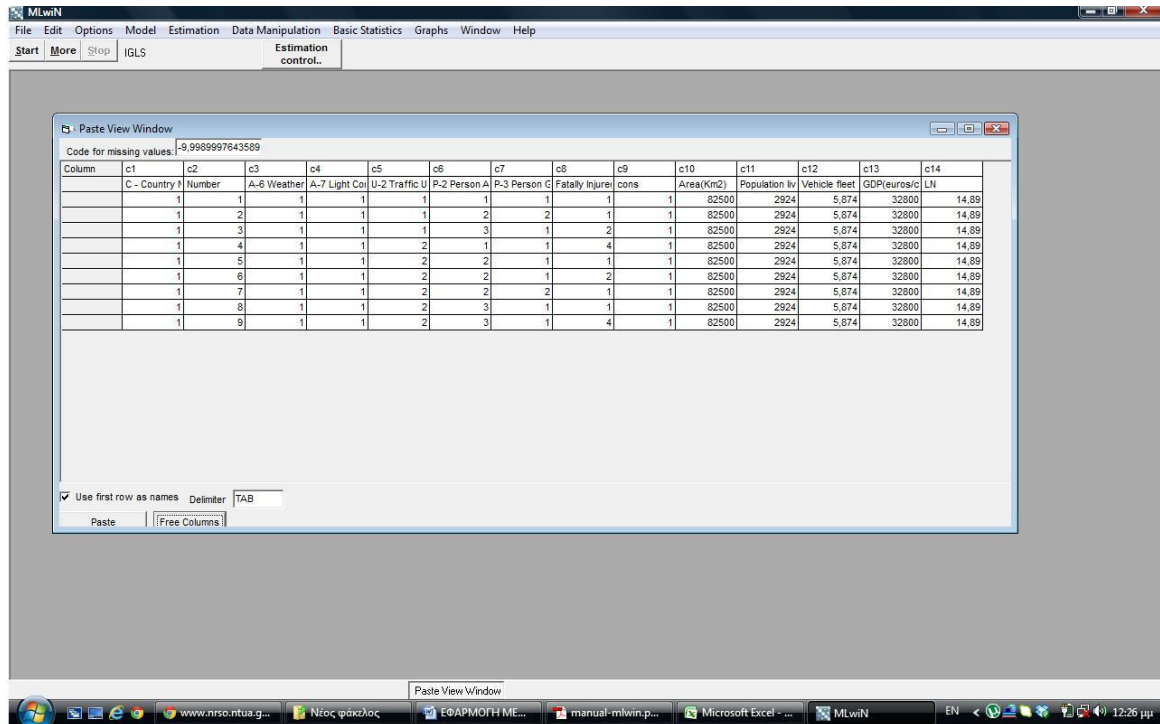 MLwiN
File Edit Options Model Estimation Data Manipulation Basic Statistics Graphs Window Help
Start More Stop IGLS Estimation control..
Paste View Window
Code for missing values: -9,9989997643589
Column c1 c2 c3 c4 c5 c6 c7 c8 c9 c10 c11 c12 c13 c14
C - Country N Number A-6 Weather A-7 Light Cor U-2 Traffic U P-2 Person A P-3 Person G Fatally Injured cons Area(Km2) Population liv Vehicle fleet GDP(euros/c LN
1 1 1 1 1 1 1 1 1 82500 2924 5,874 32800 14,89
1 2 1 1 1 2 2 1 1 82500 2924 5,874 32800 14,89
1 3 1 1 1 3 1 2 1 82500 2924 5,874 32800 14,89
1 4 1 1 2 1 1 4 1 82500 2924 5,874 32800 14,89
1 5 1 1 2 2 1 1 1 82500 2924 5,874 32800 14,89
1 6 1 1 2 2 1 2 1 82500 2924 5,874 32800 14,89
1 7 1 1 2 2 2 1 1 82500 2924 5,874 32800 14,89
1 8 1 1 2 3 1 1 1 82500 2924 5,874 32800 14,89
1 9 1 1 2 3 1 4 1 82500 2924 5,874 32800 14,89
Use first row as names Delimiter TAB
Paste Free Columns
Paste View Window
www.nrso.ntua.g... Νέος φάκελος ΕΦΑΡΜΟΓΗ ΜΕ... manual-mlwin.p... Microsoft Excel - ... MLwiN EN 12:26 μμ